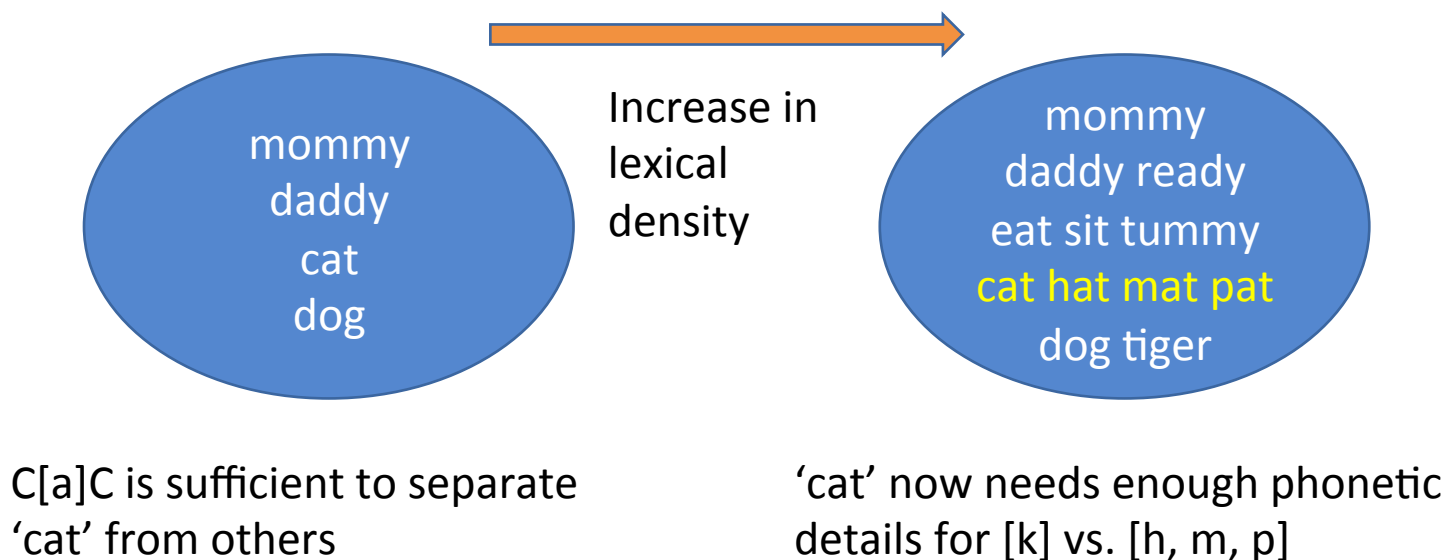 mommy
daddy
cat
dog
Increase in
lexical
density
mommy
daddy ready
eat sit tummy
cat hat mat pat
dog tiger
C[a]C is sufficient to separate
‘cat’ from others
‘cat’ now needs enough phonetic
details for [k] vs. [h, m, p]